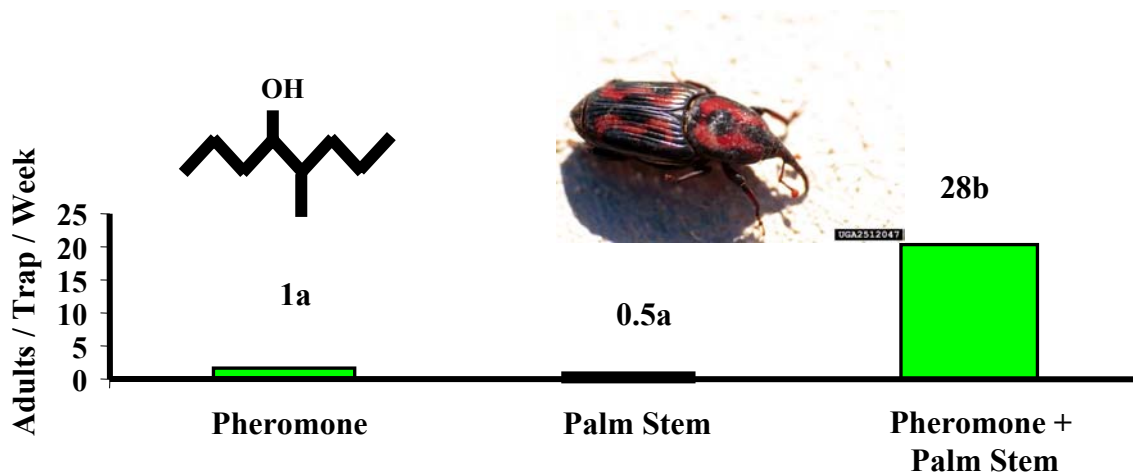 OH
28b
UGA2512047
Adults / Trap / Week
25
20
15
10
5
0
1a
0.5a
Pheromone
Palm Stem
Pheromone +
Palm Stem